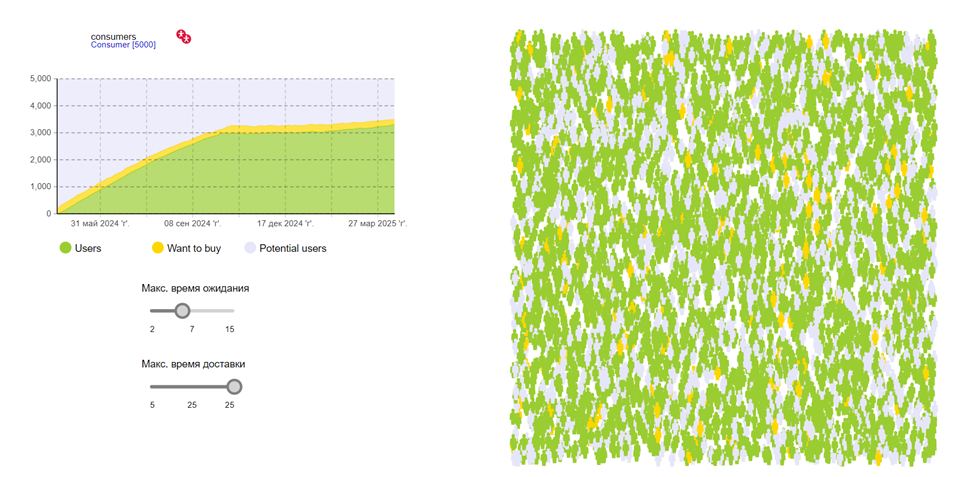 consumers
Consumer [5000]
5,000
4,000
3,000
2,000
1,000
0
31 май 2024 'г'. 08 сен 2024 'г'. 17 дек 2024 'г'. 27 мар 2025 'г'.
Users Want to buy Potential users
Макс. время ожидания
2 7 15
Макс. время доставки
5 25 25